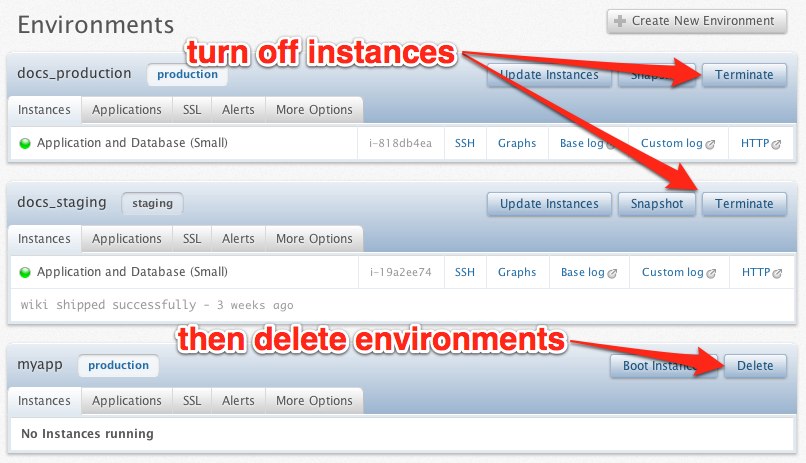 Environments
Create New Environment
turn off instances
docs_production production Update Instances Snapshot Terminate
Instances Applications SSL Alerts More Options
Application and Database (Small) i-818db4ea SSH Graphs Base log Custom log HTTP
docs_staging staging Update Instances Snapshot Terminate
Instances Applications SSL Alerts More Options
Application and Database (Small) i-19a2ee74 SSH Graphs Base log Custom log HTTP
wiki shipped successfully - 3 weeks ago
then delete environments
myapp production Boot Instances Delete
Instances Applications SSL Alerts More Options
No Instances running